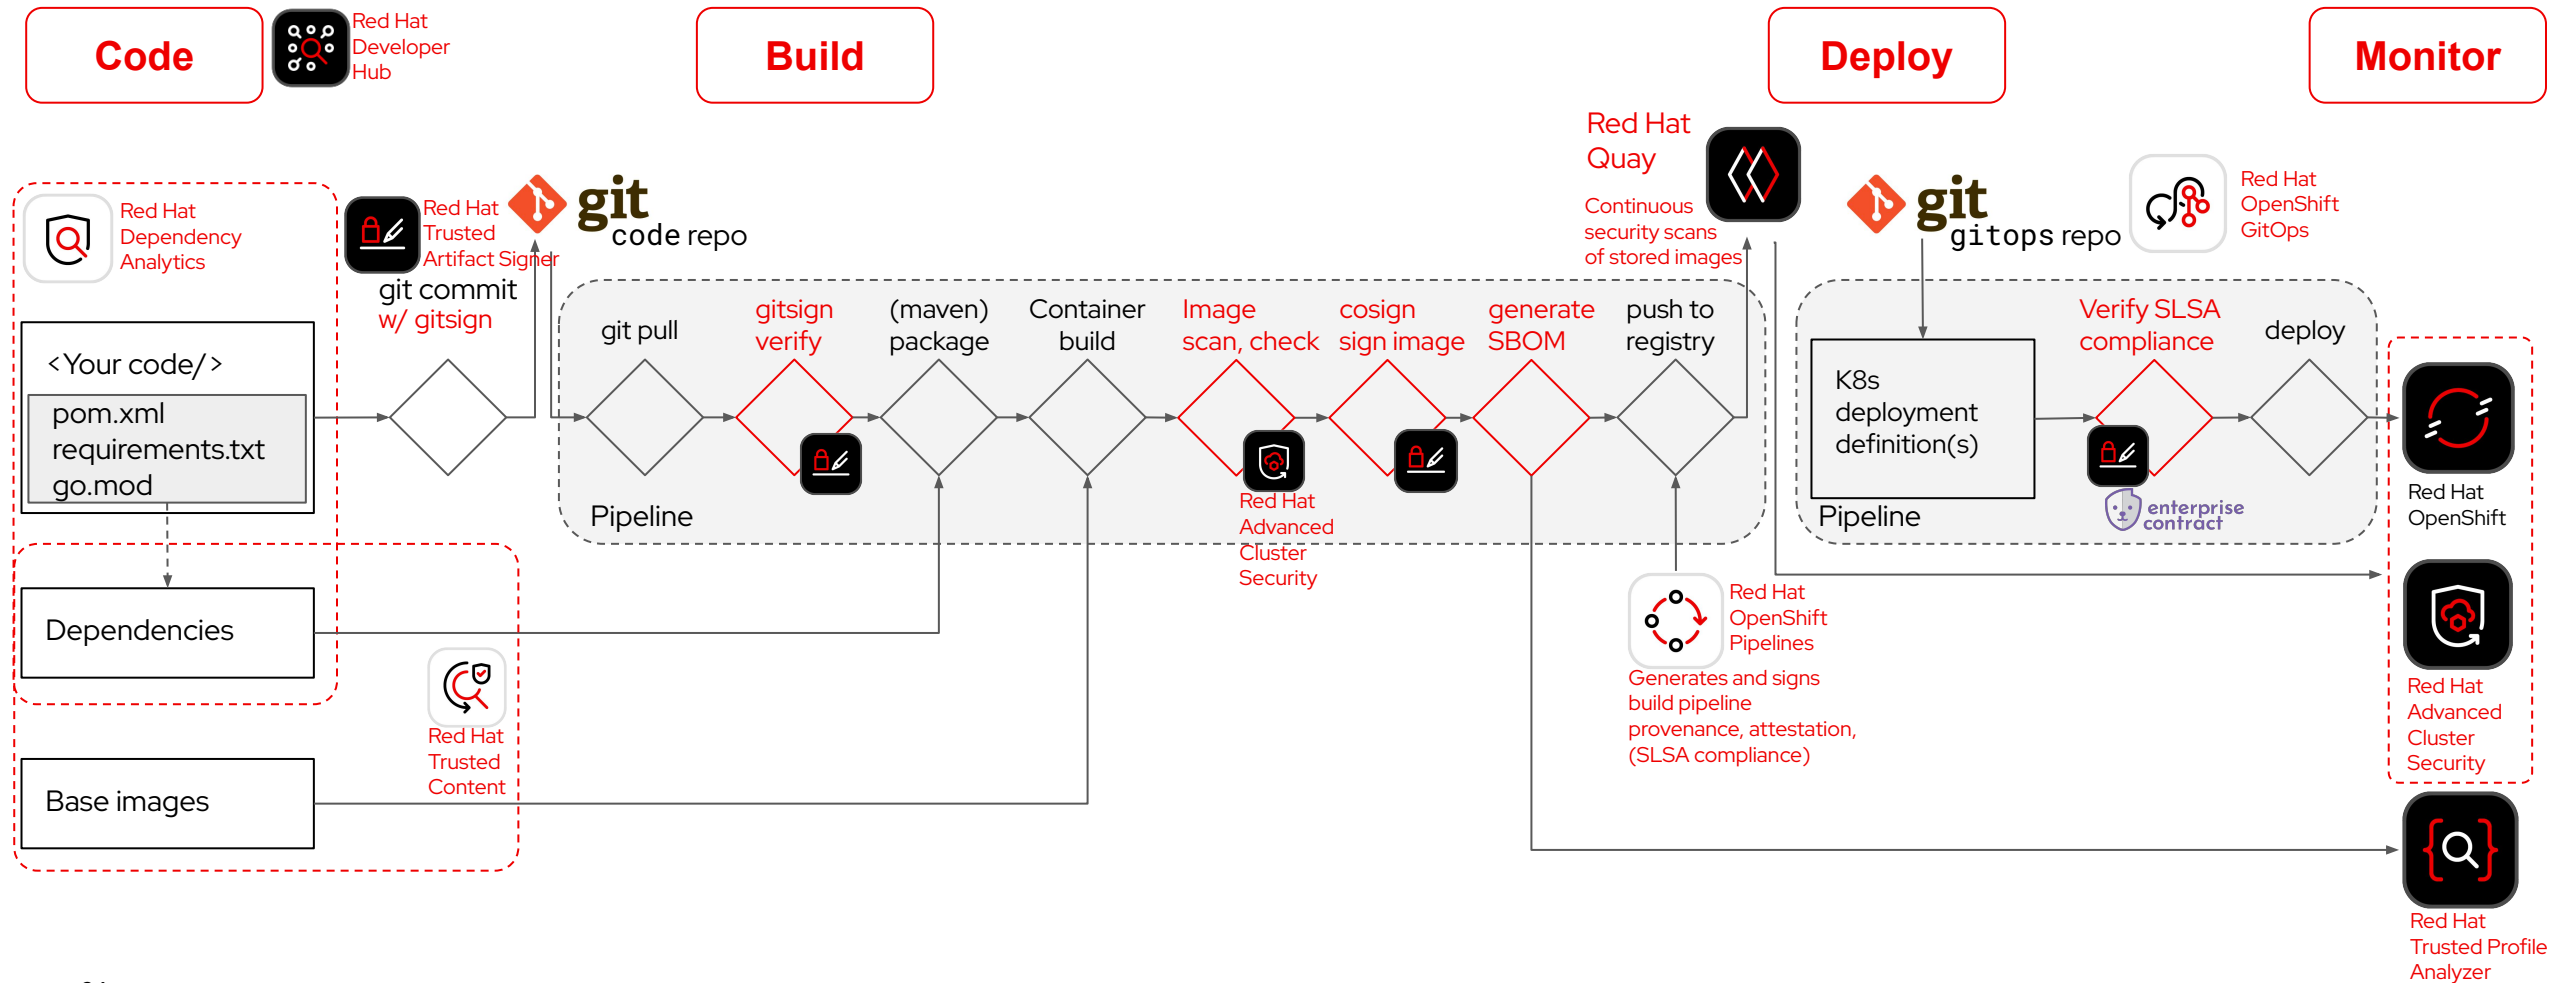 Code
Red Hat
Developer
Hub
Build
Deploy
Monitor
Red Hat
Dependency
Analytics
<Your code/>
pom.xml
requirements.txt
go.mod
Dependencies
Base images
Red Hat
Trusted
Content
Red Hat
Trusted
Artifact Signer
git commit
w/ gitsign
git
code repo
git pull
gitsign
verify
(maven)
package
Container
build
Image
scan, check
cosign
sign image
generate
SBOM
push to
registry
Pipeline
Red Hat
Advanced
Cluster
Security
Red Hat
Quay
Continuous
security scans
of stored images
Red Hat
OpenShift
Pipelines
Generates and signs
build pipeline
provenance, attestation,
(SLSA compliance)
git
gitops repo
Red Hat
OpenShift
GitOps
K8s
deployment
definition(s)
Verify SLSA
compliance
deploy
Pipeline
enterprise
contract
Red Hat
OpenShift
Red Hat
Advanced
Cluster
Security
Red Hat
Trusted Profile
Analyzer